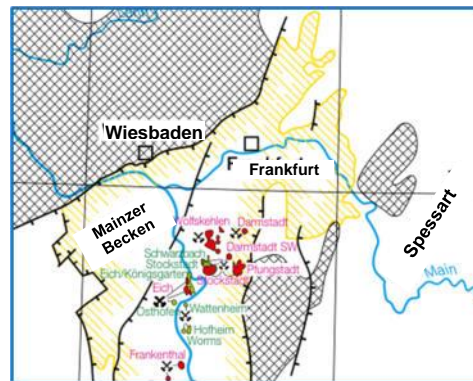 Wiesbaden
Frankfurt
Mainzer
Becken
Spessart
Main
Wolfskehlen
Darmstadt
Darmstadt SW
Schwarzbach
Stockstadt
Pfungstadt
Eich/Königsgarten
Stockstadt
Eich
Osthofen
Wattenheim
Hofheim
Worms
Frankenthal